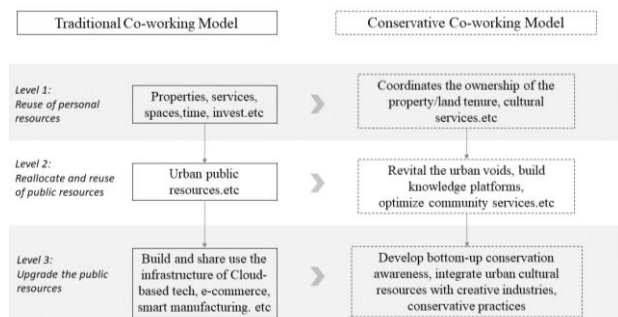 Traditional Co-working Model
Conservative Co-working Model
Level 1:
Reuse of personal
resources
Properties, services,
spaces,time, invest.etc
Coordinates the ownership of the
property/land tenure, cultural
services.etc
Level 2:
Reallocate and reuse
of public resources
Urban public
resources.etc
Revital the urban voids, build
knowledge platforms,
optimize community services.etc
Level 3:
Upgrade the public
resources
Build and share use the
infrastructure of Cloud-
based tech, e-commerce,
smart manufacturing. etc
Develop bottom-up conservation
awareness, integrate urban cultural
resources with creative industries,
conservative practices